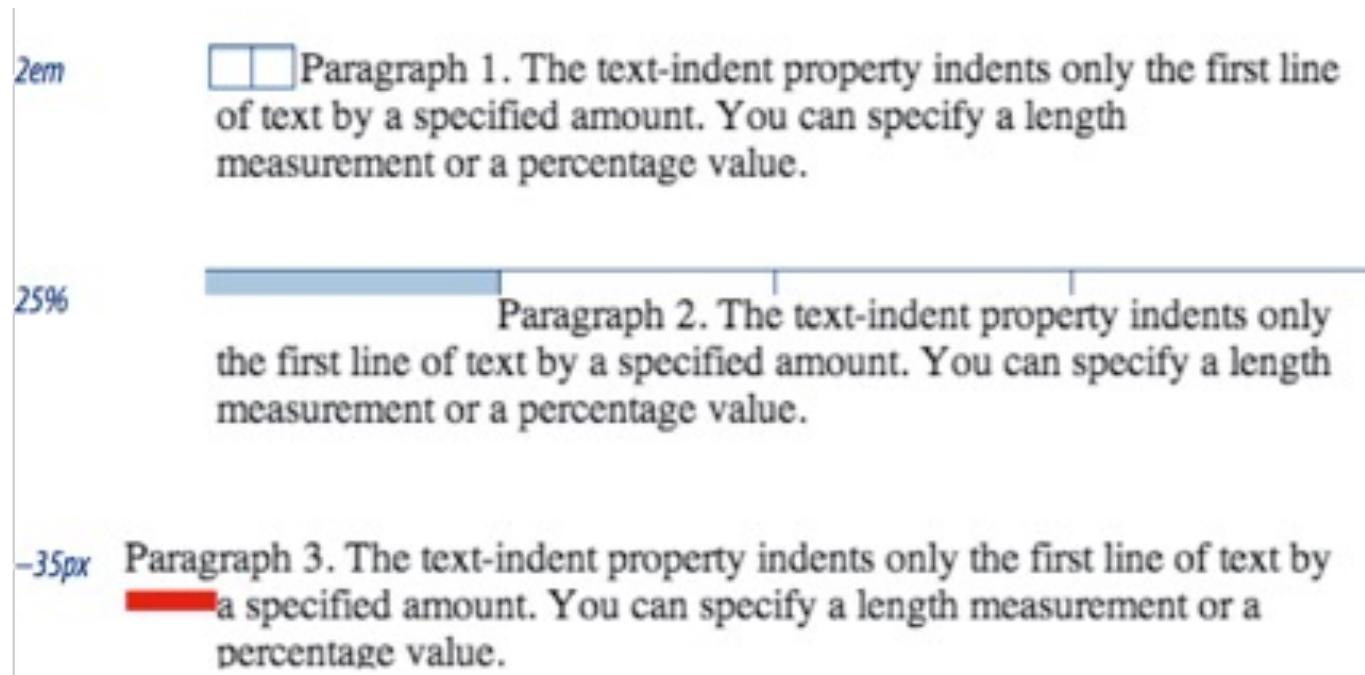 2em
Paragraph 1. The text-indent property indents only the first line
of text by a specified amount. You can specify a length
measurement or a percentage value.
25%
Paragraph 2. The text-indent property indents only
the first line of text by a specified amount. You can specify a length
measurement or a percentage value.
–35px
Paragraph 3. The text-indent property indents only the first line of text by
a specified amount. You can specify a length measurement or a
percentage value.